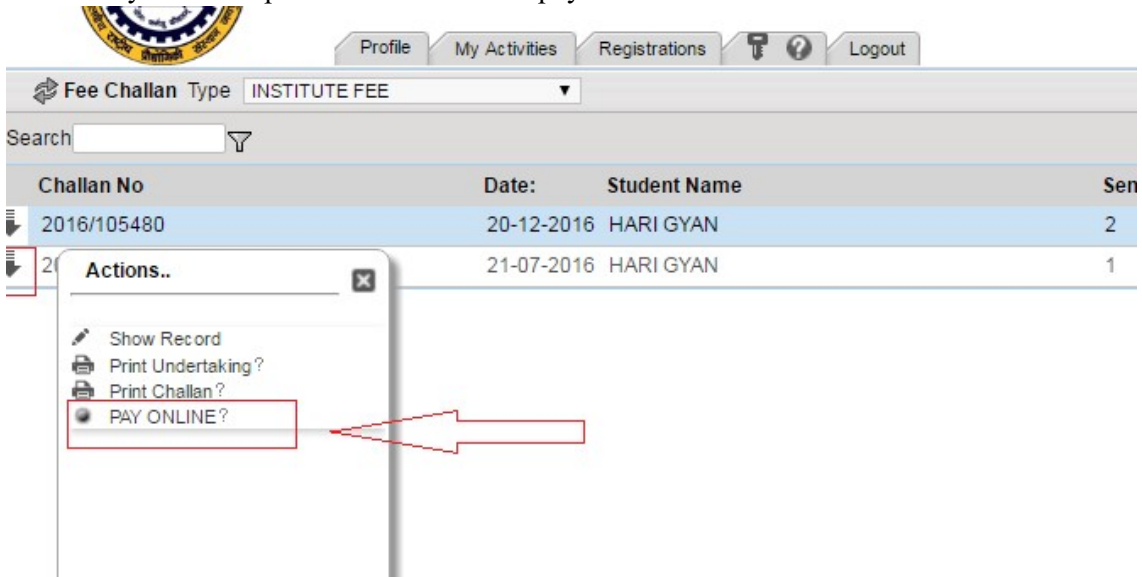 Profile My Activities Registrations Logout
Fee Challan Type INSTITUTE FEE
Search
Challan No Date: Student Name Sem
2016/105480 20-12-2016 HARI GYAN 2
20 21-07-2016 HARI GYAN 1
Actions..
Show Record
Print Undertaking?
Print Challan?
PAY ONLINE?